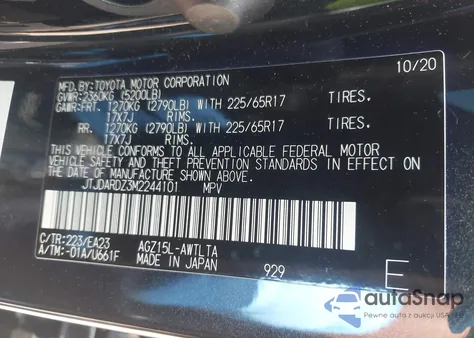 MFD. BY: TOYOTA MOTOR CORPORATION 10/20
GVWR: 2360KG (5200LB)
GAWR: FRT. 1270KG (2790LB) WITH 225/65R17 TIRES,
17X7J RIMS.
RR. 1270KG (2790LB) WITH 225/65R17 TIRES,
17X7J RIMS.
THIS VEHICLE CONFORMS TO ALL APPLICABLE FEDERAL MOTOR
VEHICLE SAFETY AND THEFT PREVENTION STANDARDS IN EFFECT ON
THE DATE OF MANUFACTURE SHOWN ABOVE.
JTJDARDZ3M2244101 MPV
C/TR:223/EA23 AGZ15L-AWTLTA
A/TM:-01A/U661F MADE IN JAPAN 929 E
autoSnap
Pewne auto z USA